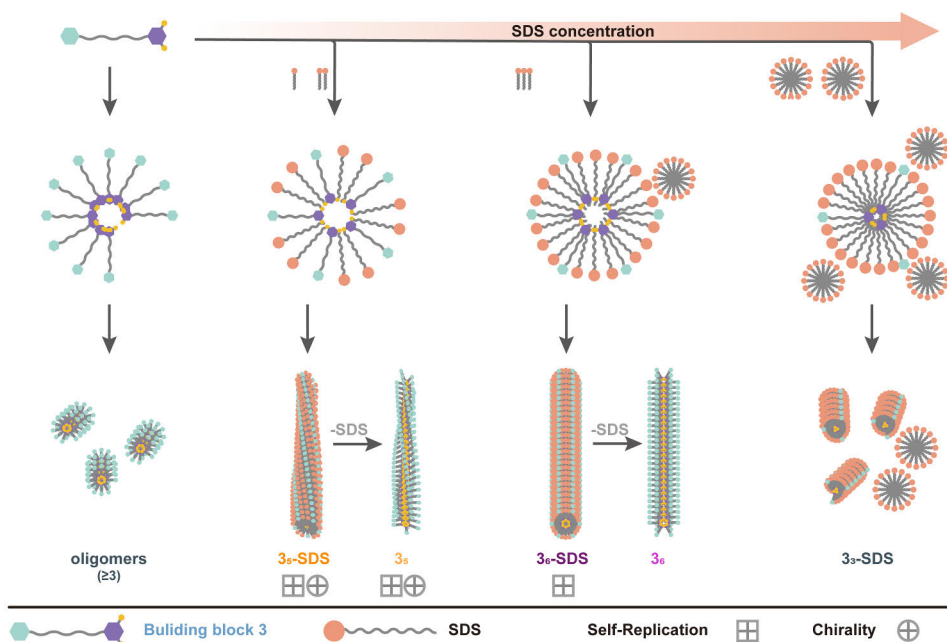 SDS concentration
-SDS
-SDS
oligomers
(≥3)
3₅-SDS
3₅
3₆-SDS
3₆
3₃-SDS
Buliding block 3
SDS
Self-Replication
Chirality